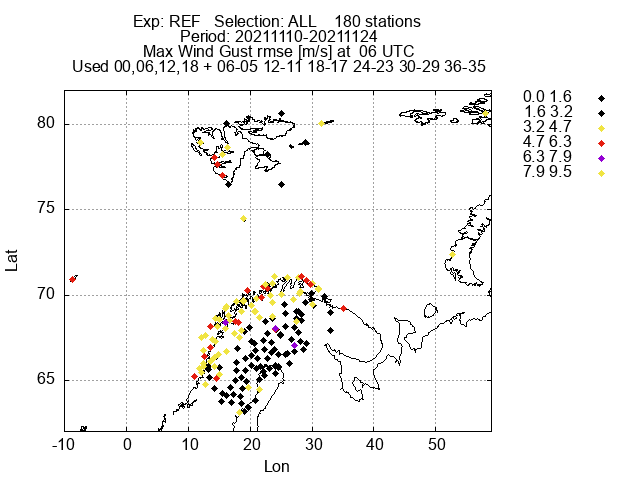 Exp: REF Selection: ALL 180 stations
Period: 20211110-20211124
Max Wind Gust rmse [m/s] at 06 UTC
Used 00,06,12,18 + 06-05 12-11 18-17 24-23 30-29 36-35
0.0 1.6
1.6 3.2
3.2 4.7
4.7 6.3
6.3 7.9
7.9 9.5
80
75
70
65
Lat
-10 0 10 20 30 40 50
Lon